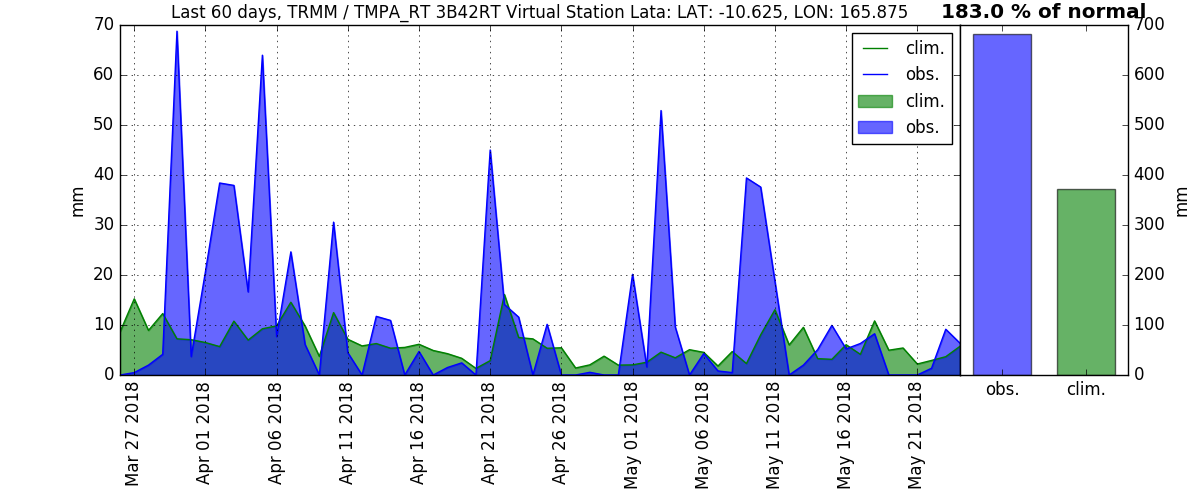 Last 60 days, TRMM / TMPA_RT 3B42RT Virtual Station Lata: LAT: -10.625, LON: 165.875
183.0 % of normal
70
60
50
40
30
20
10
0
mm
clim.
obs.
clim.
obs.
Mar 27 2018
Apr 01 2018
Apr 06 2018
Apr 11 2018
Apr 16 2018
Apr 21 2018
Apr 26 2018
May 01 2018
May 06 2018
May 11 2018
May 16 2018
May 21 2018
700
600
500
400
300
200
100
0
mm
obs.
clim.